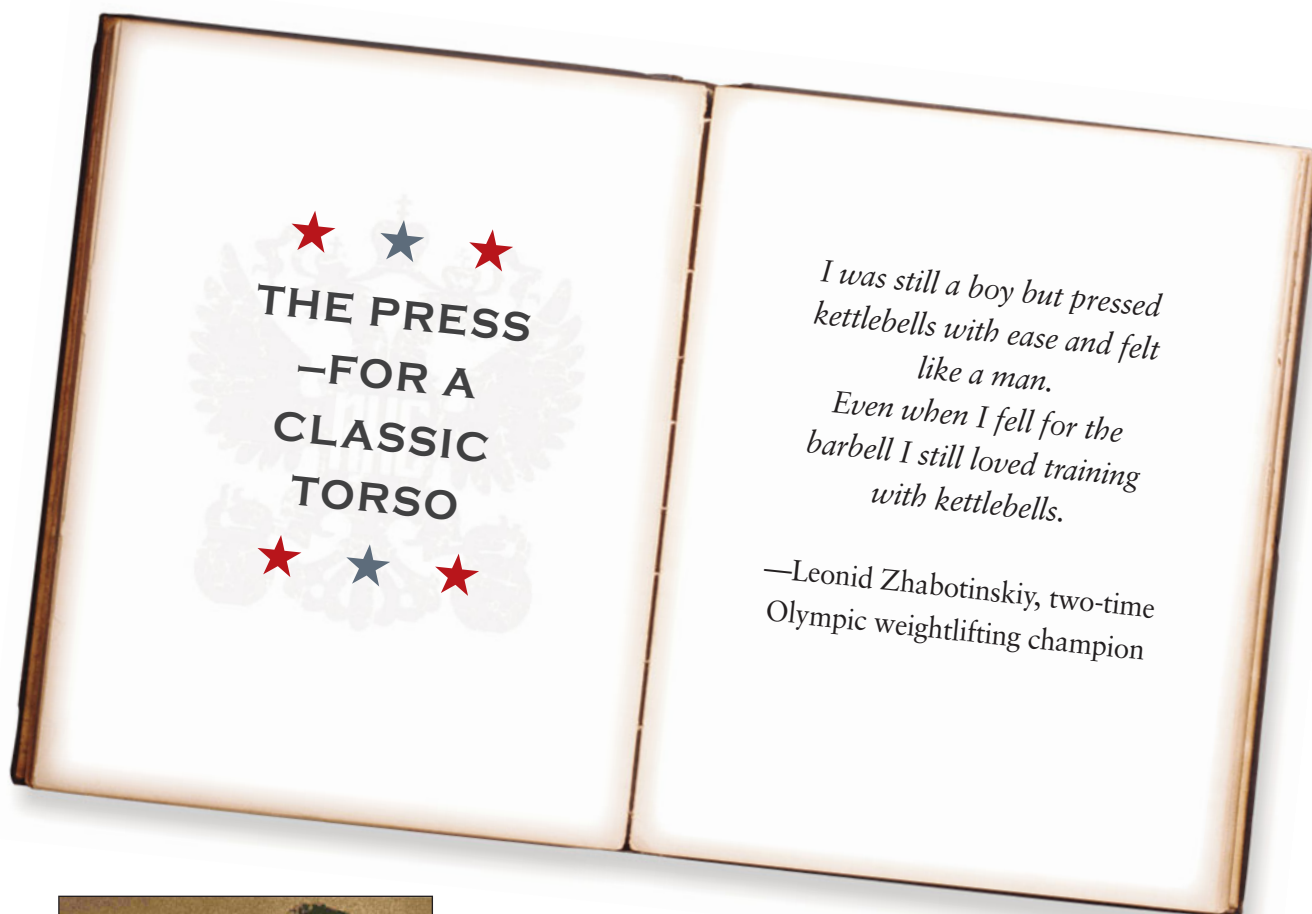 THE PRESS
—FOR A
CLASSIC
TORSO
I was still a boy but pressed
kettlebells with ease and felt
like a man.
Even when I fell for the
barbell I still loved training
with kettlebells.
—Leonid Zhabotinskiy, two-time
Olympic weightlifting champion